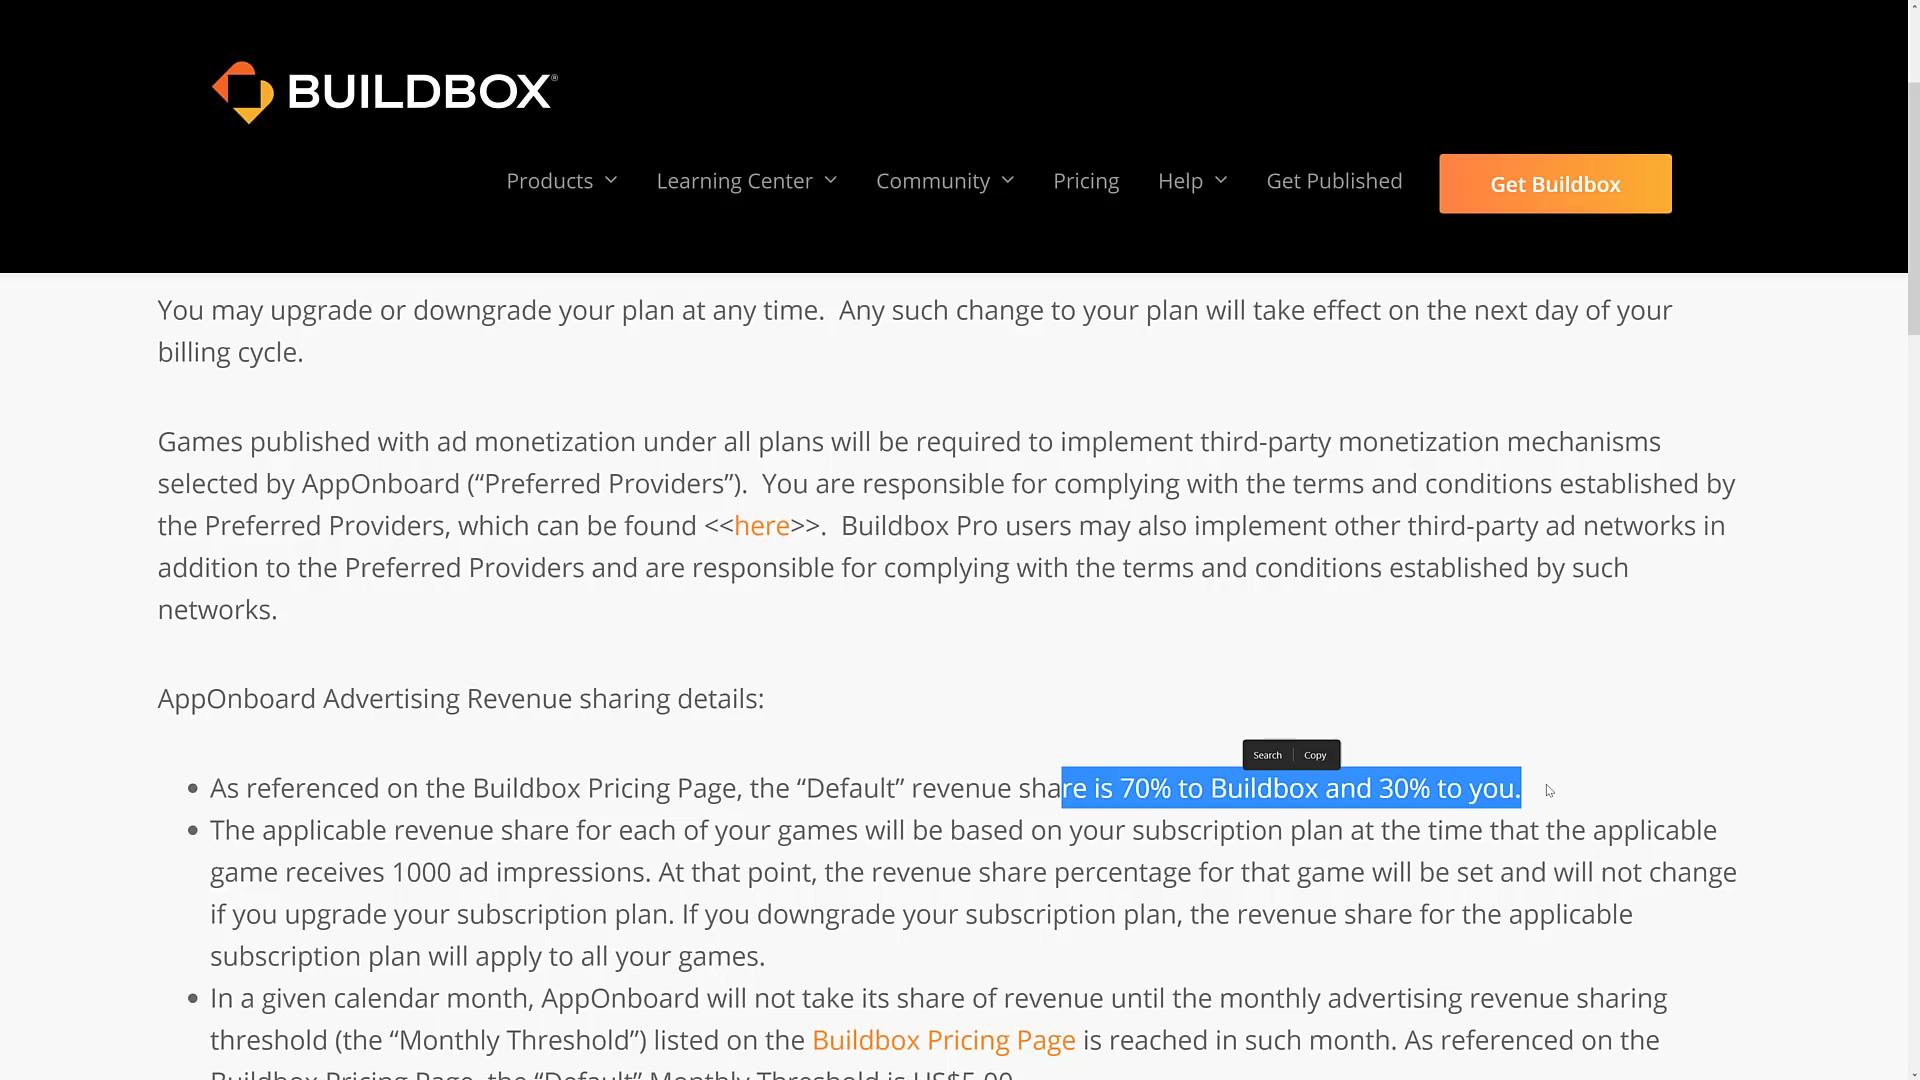 BUILDBOX®
Products
Learning Center
Community
Pricing
Help
Get Published
Get Buildbox
You may upgrade or downgrade your plan at any time.  Any such change to your plan will take effect on the next day of your
billing cycle.
Games published with ad monetization under all plans will be required to implement third-party monetization mechanisms
selected by AppOnboard (“Preferred Providers”).  You are responsible for complying with the terms and conditions established by
the Preferred Providers, which can be found <<here>>.  Buildbox Pro users may also implement other third-party ad networks in
addition to the Preferred Providers and are responsible for complying with the terms and conditions established by such
networks.
AppOnboard Advertising Revenue sharing details:
Search
Copy
• As referenced on the Buildbox Pricing Page, the “Default” revenue share is 70% to Buildbox and 30% to you.
• The applicable revenue share for each of your games will be based on your subscription plan at the time that the applicable
game receives 1000 ad impressions. At that point, the revenue share percentage for that game will be set and will not change
if you upgrade your subscription plan. If you downgrade your subscription plan, the revenue share for the applicable
subscription plan will apply to all your games.
• In a given calendar month, AppOnboard will not take its share of revenue until the monthly advertising revenue sharing
threshold (the “Monthly Threshold”) listed on the Buildbox Pricing Page is reached in such month. As referenced on the
Buildbox Pricing Page, the “Default” Monthly Threshold is US$5.00